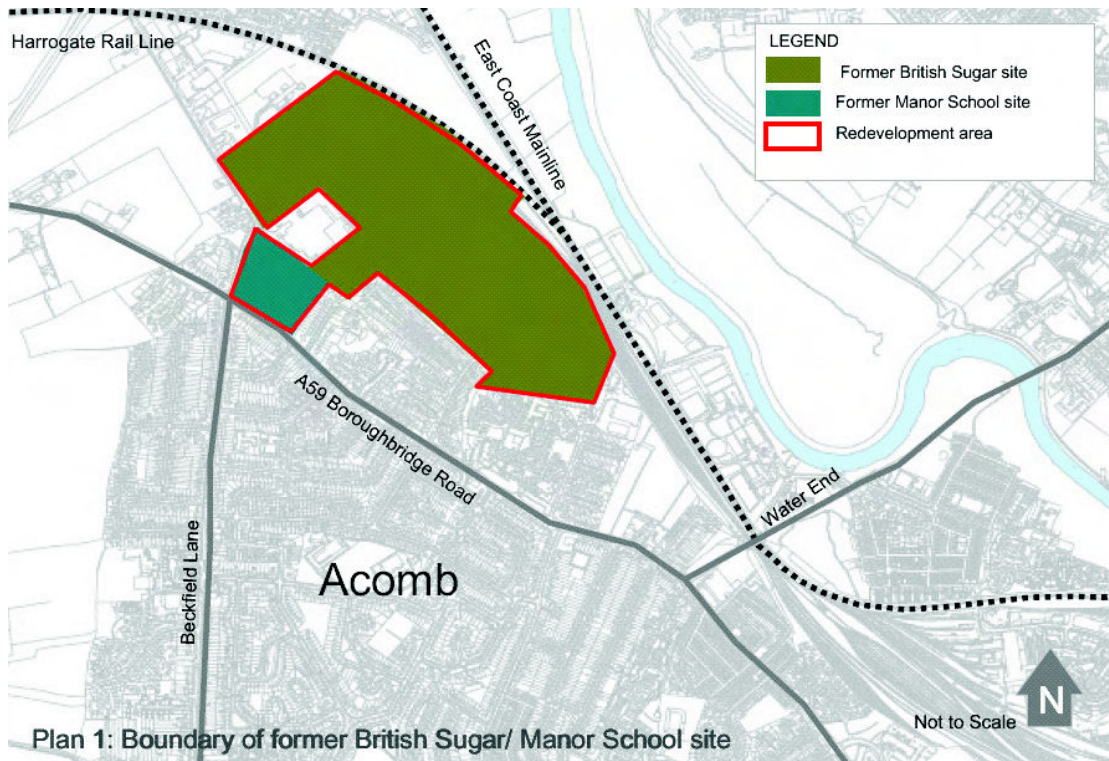 Harrogate Rail Line
East Coast Mainline
LEGEND
Former British Sugar site
Former Manor School site
Redevelopment area
A59 Boroughbridge Road
Water End
Beckfield Lane
Acomb
Not to Scale
N
Plan 1: Boundary of former British Sugar/ Manor School site